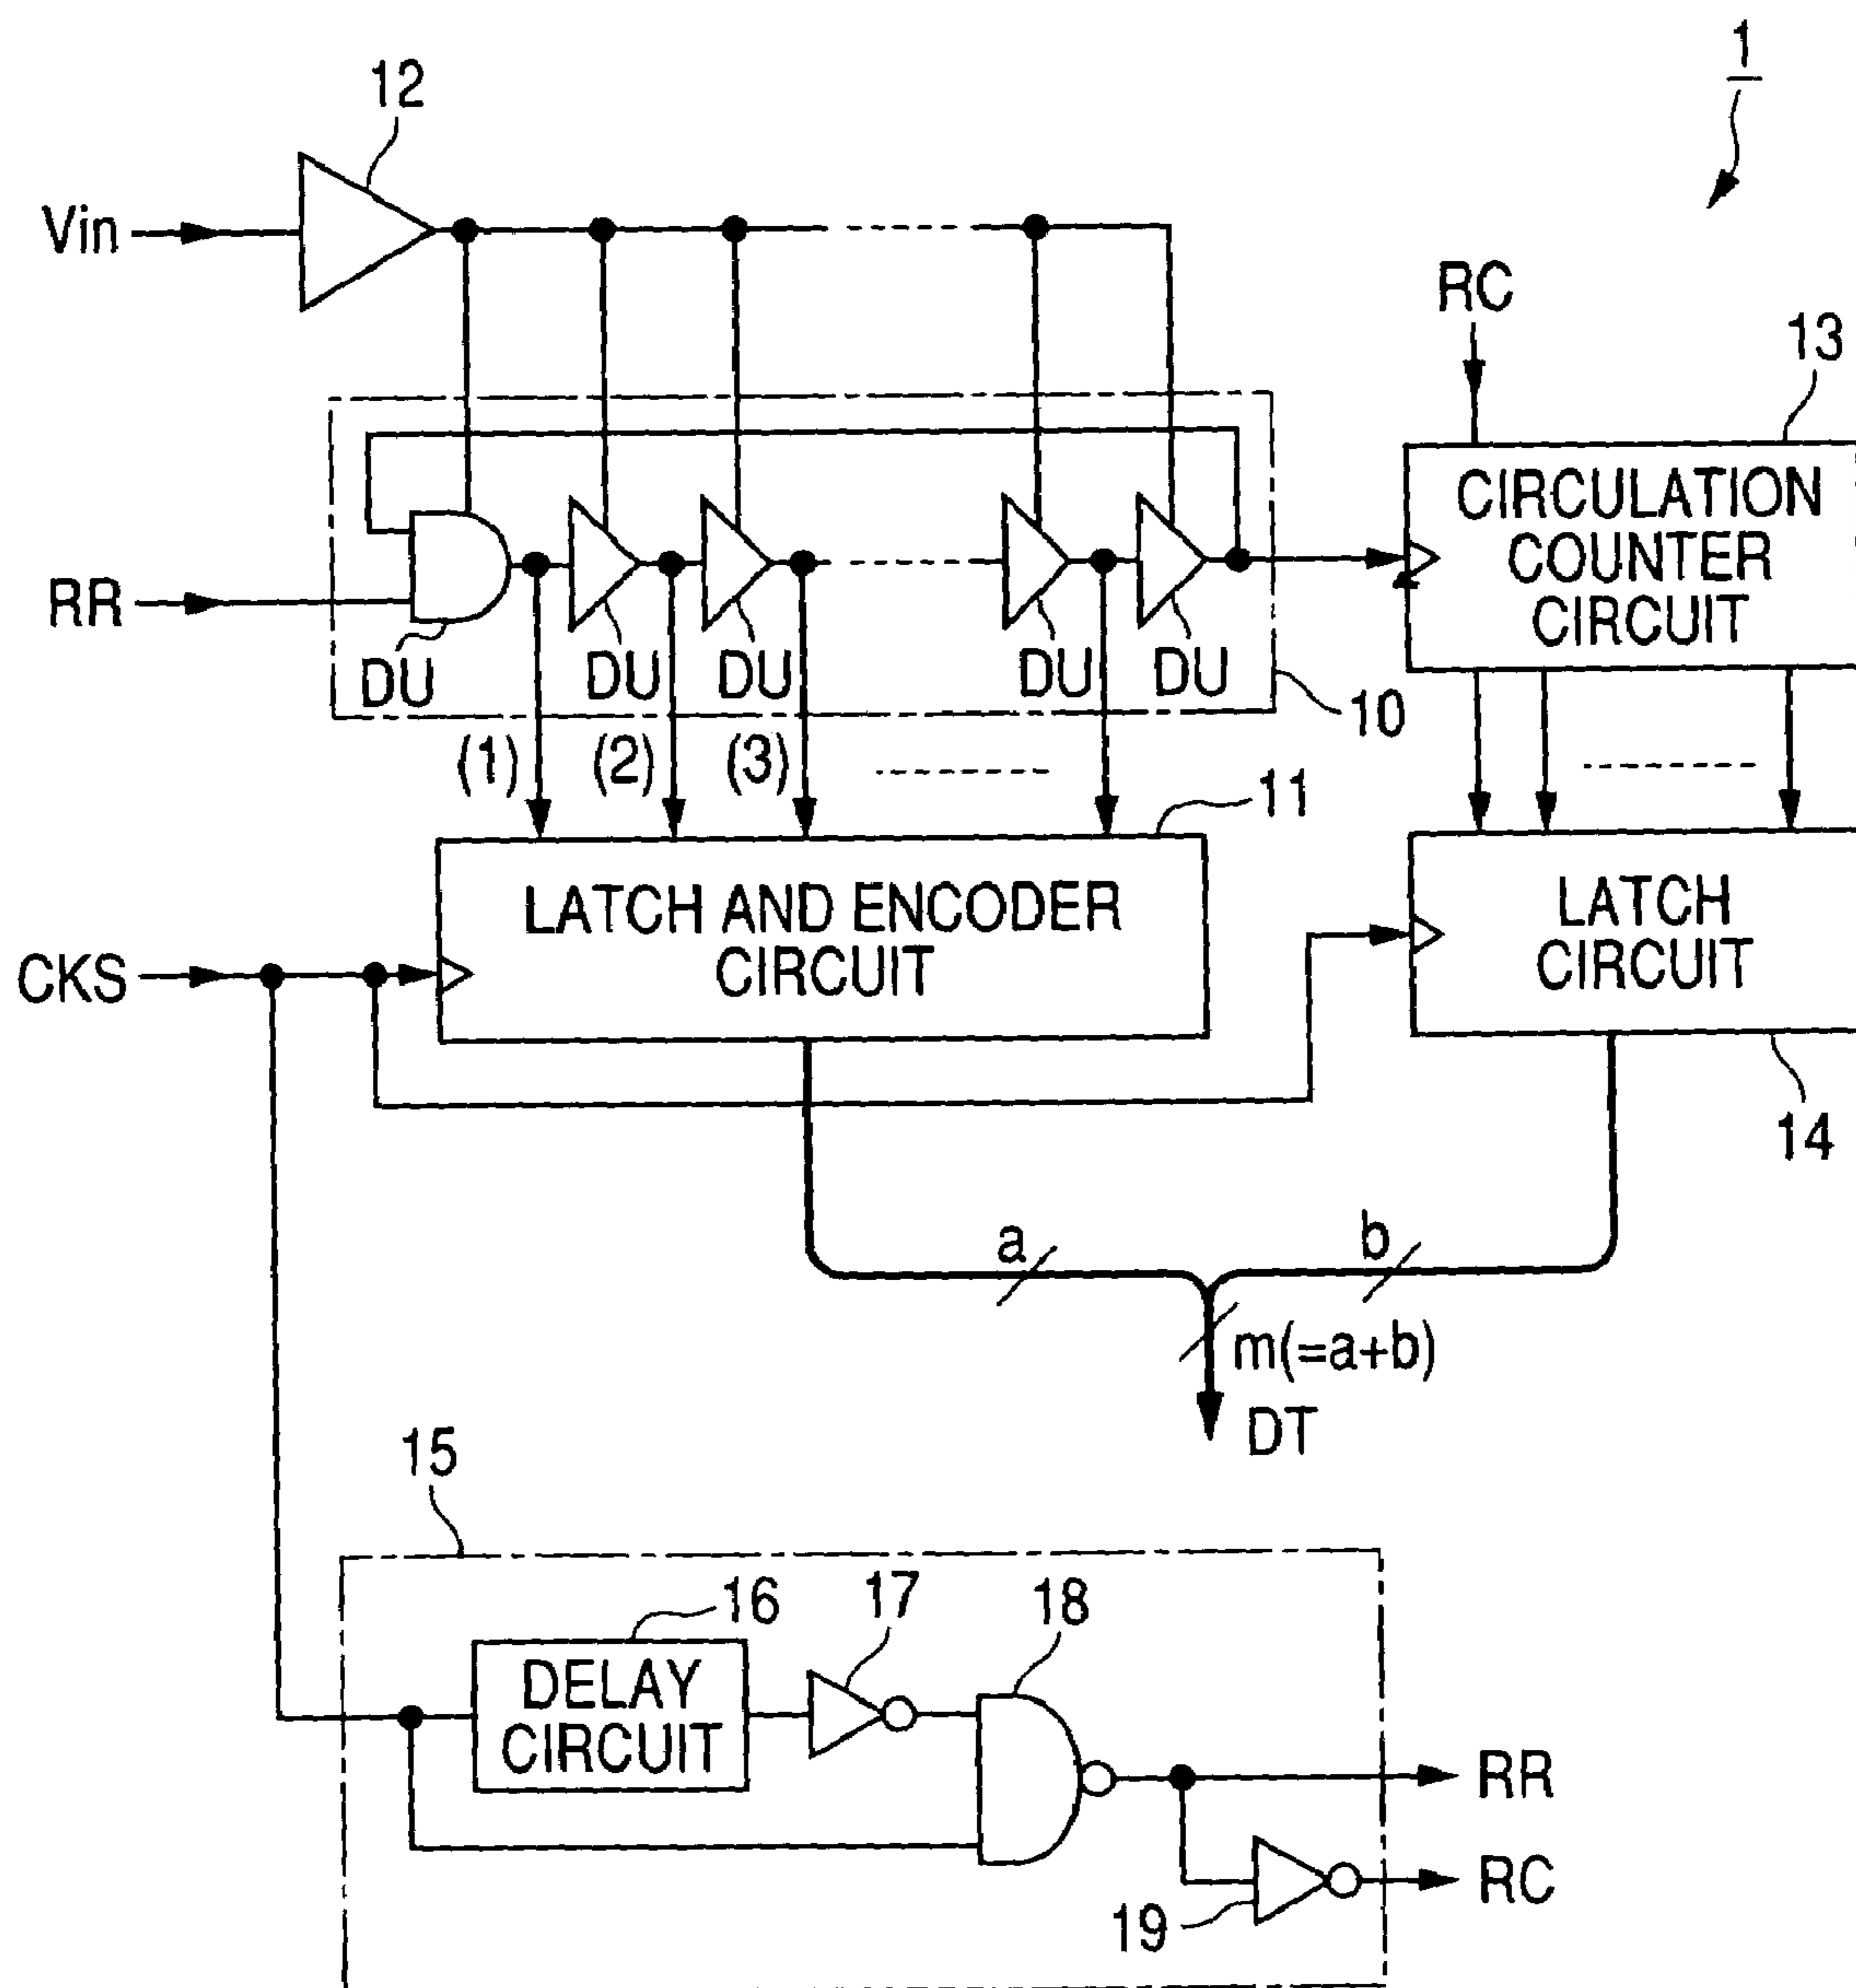 1
12
Vin
RC
13
CIRCULATION
COUNTER
CIRCUIT
RR
DU
DU
DU
DU
DU
10
(1)
(2)
(3)
11
LATCH AND ENCODER
CIRCUIT
LATCH
CIRCUIT
CKS
14
a
b
m(=a+b)
DT
15
16
17
18
DELAY
CIRCUIT
RR
RC
19